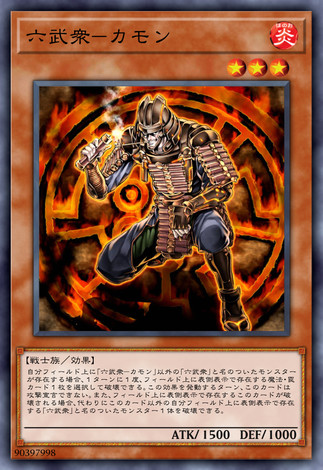 六武衆－カモン
炎
【戦士族／効果】
自分フィールド上に「六武衆－カモン」以外の「六武衆」と名のついたモンスター
が存在する場合、１ターンに１度、フィールド上に表側表示で存在する魔法・罠
カード１枚を選択して破壊できる。この効果を発動するターン、このカードは
攻撃宣言できない。また、フィールド上に表側表示で存在するこのカードが破
壊される場合、代わりにこのカード以外の自分フィールド上に表側表示で存在
する「六武衆」と名のついたモンスター１体を破壊できる。
ATK/1500 DEF/1000
90397998